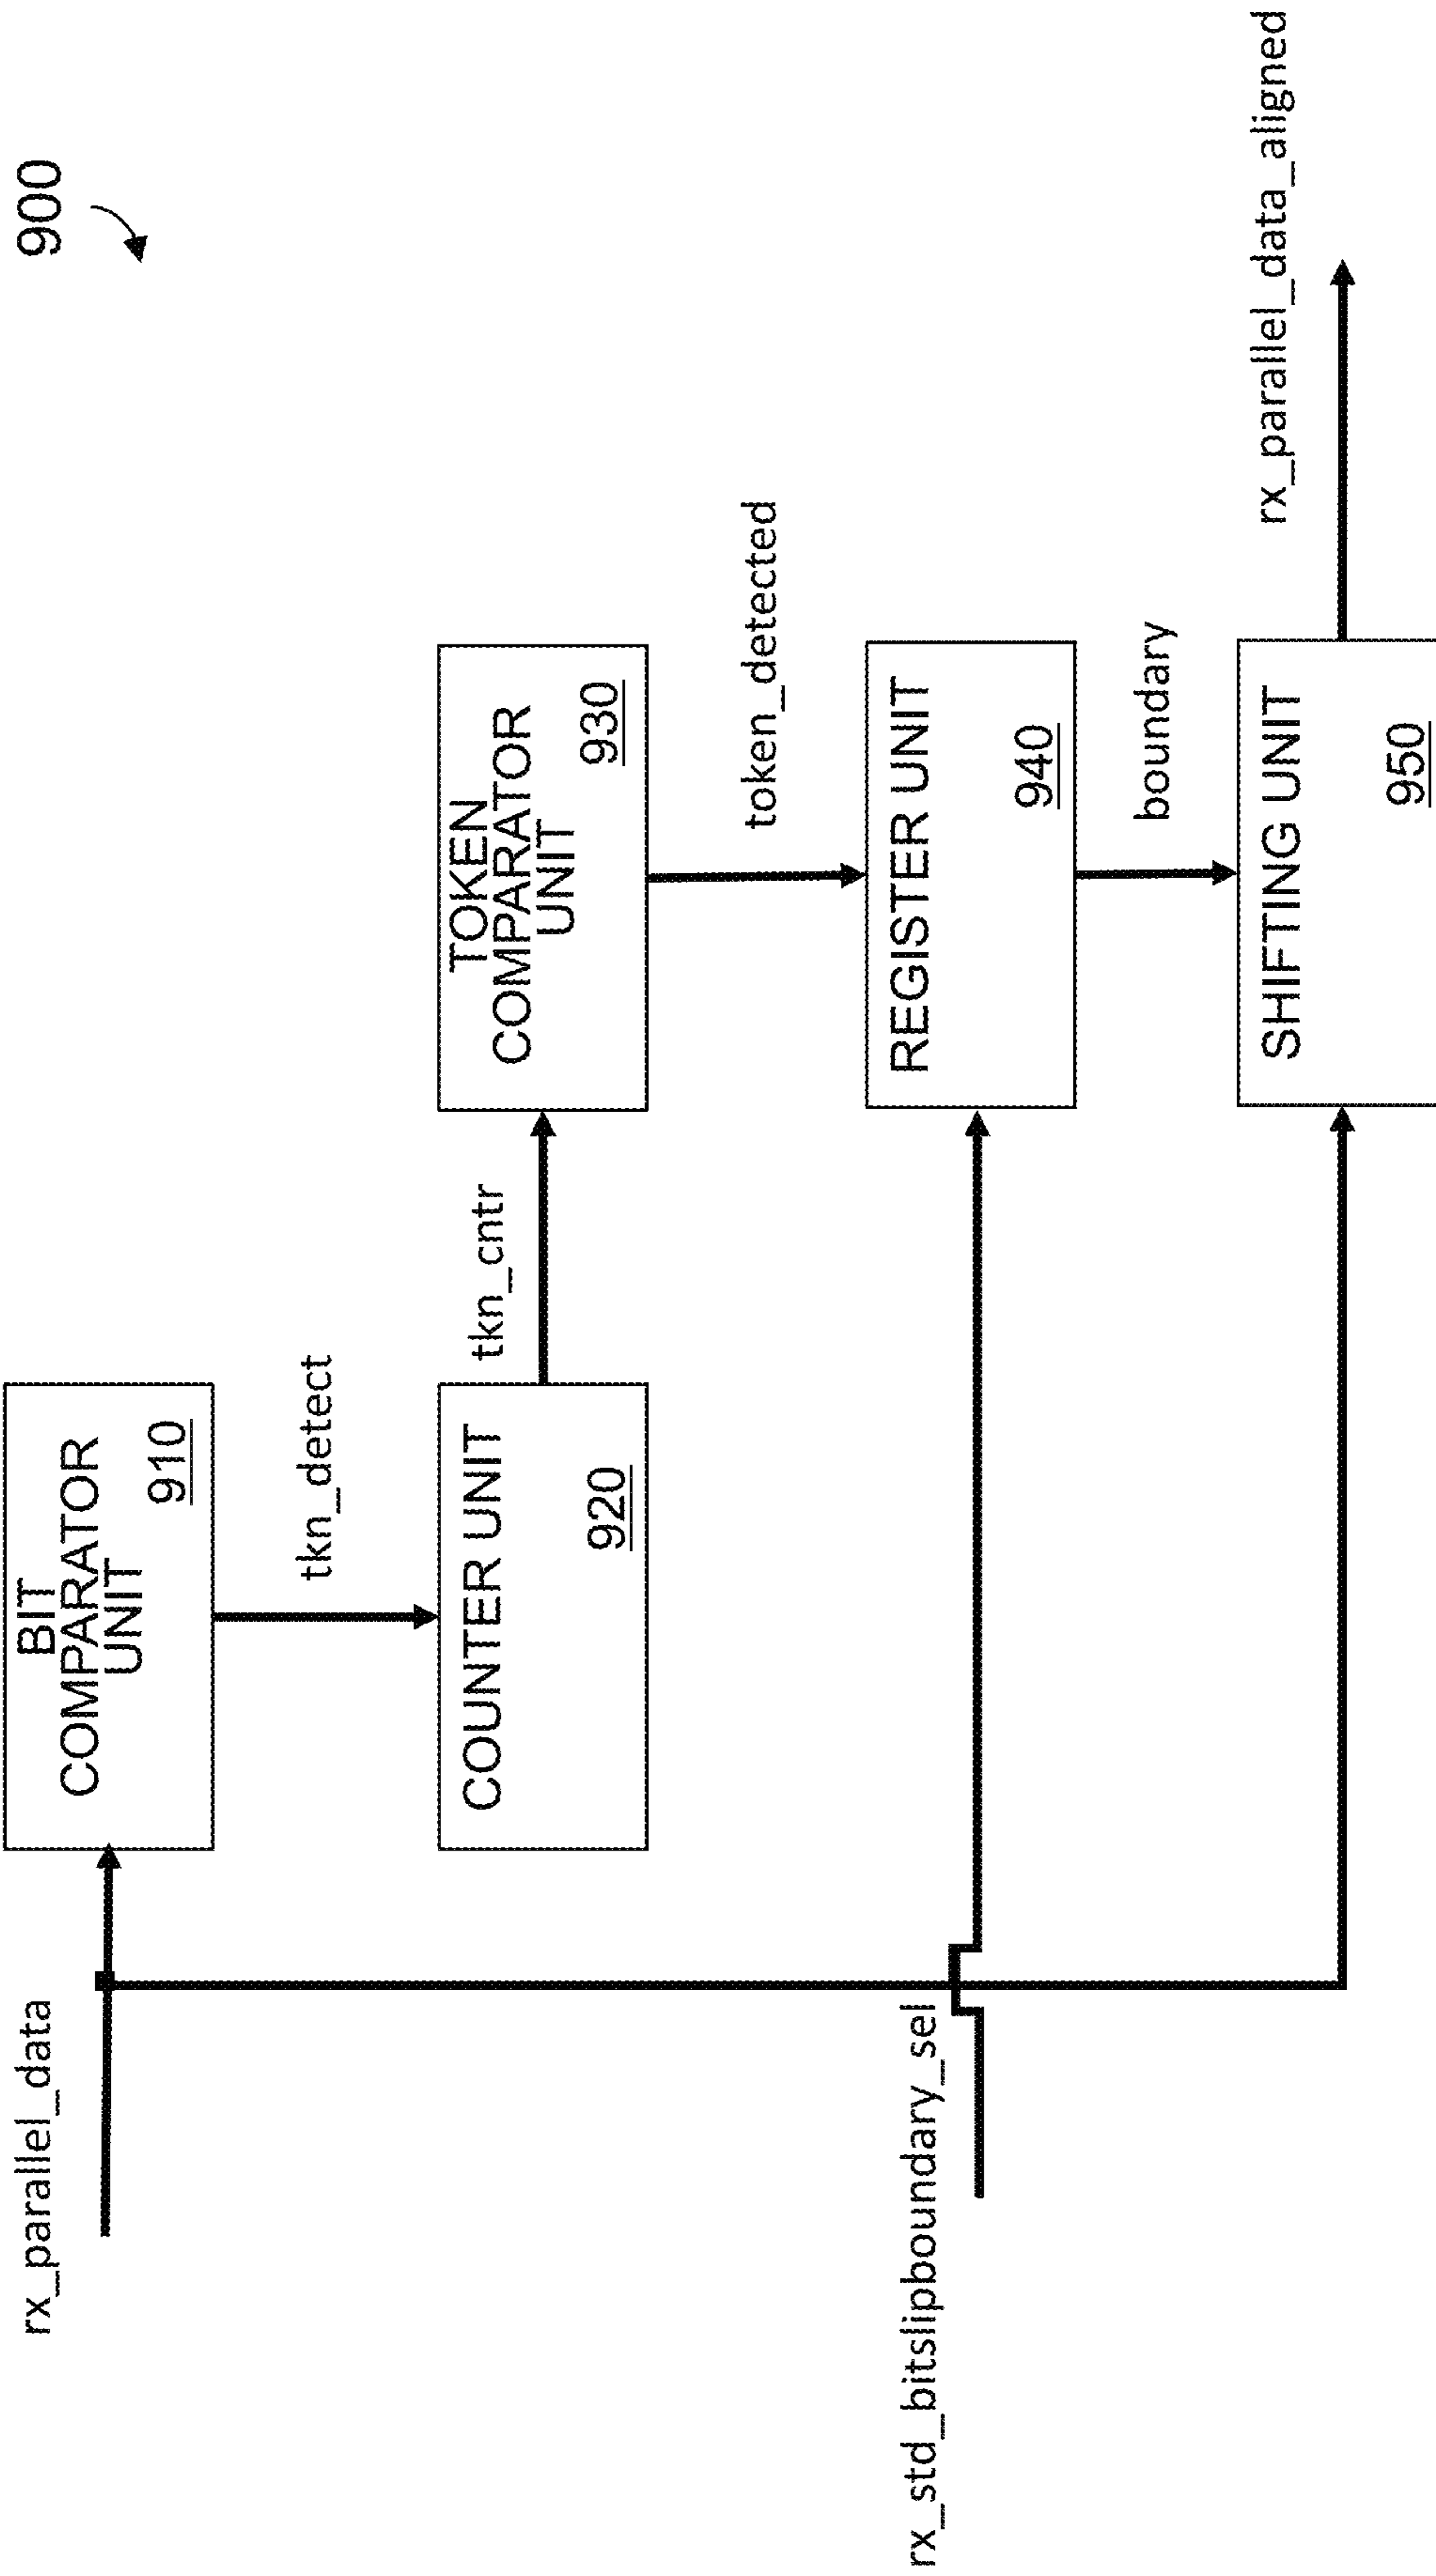 900
rx_parallel_data
BIT
COMPARATOR
UNIT
910
tkn_detect
COUNTER UNIT
920
tkn_cntr
TOKEN
COMPARATOR
UNIT
930
token_detected
rx_std_bitslipboundary_sel
REGISTER UNIT
940
boundary
SHIFTING UNIT
950
rx_parallel_data_aligned